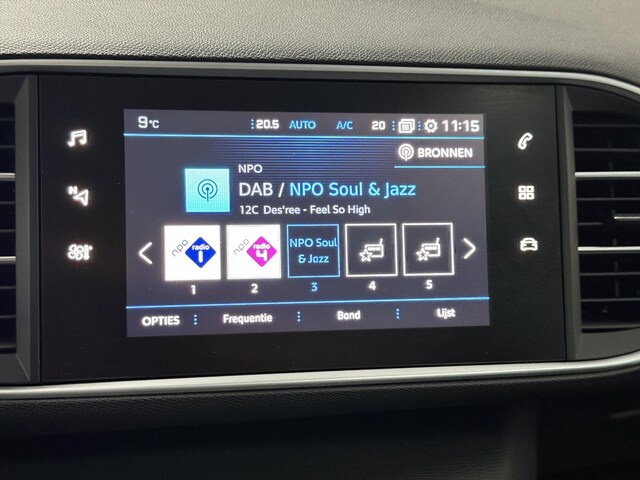 9°C 20.5 AUTO A/C 20 11:15
BRONNEN
NPO
DAB / NPO Soul & Jazz
12C Des'ree - Feel So High
npo radio 1
npo radio 4
NPO Soul & Jazz
1 2 3 4 5
OPTIES Frequentie Band Lijst
N